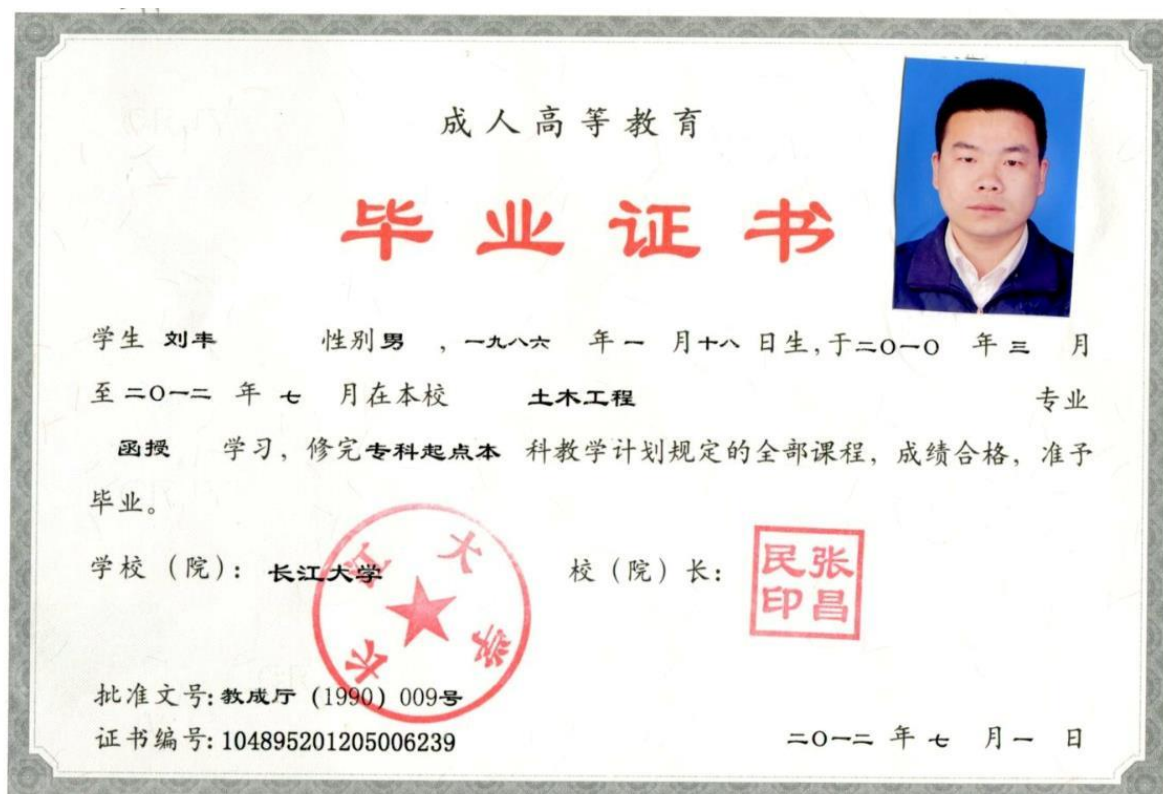 成人高等教育
毕业证书
学生 刘丰 性别 男 , 一九八六 年 一 月 十八 日生, 于 二〇一〇 年 三 月
至 二〇一二 年 七 月在本校 土木工程 专业
函授 学习, 修完 专科起点本 科教学计划规定的全部课程, 成绩合格, 准予
毕业。
学校 (院): 长江大学 校 (院) 长:
长江大学
张昌民印
批准文号: 教成厅 (1990) 009号
证书编号: 104895201205006239
二〇一二 年 七 月 一 日